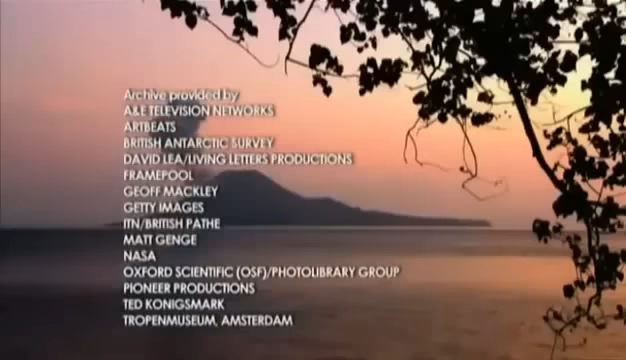 Archive provided by
A&E TELEVISION NETWORKS
ARTBEATS
BRITISH ANTARCTIC SURVEY
DAVID LEA/LIVING LETTERS PRODUCTIONS
FRAMEPOOL
GEOFF MACKLEY
GETTY IMAGES
ITN/BRITISH PATHE
MATT GENGE
NASA
OXFORD SCIENTIFIC (OSF)/PHOTOLIBRARY GROUP
PIONEER PRODUCTIONS
TED KONIGSMARK
TROPENMUSEUM, AMSTERDAM